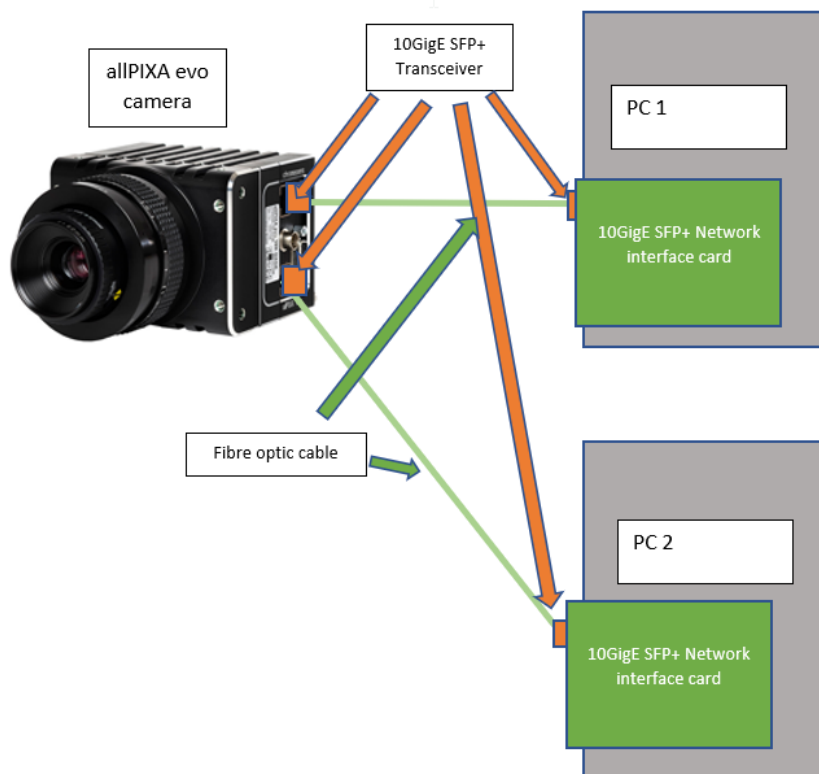 allPIXA evo
camera
10GigE SFP+
Transceiver
PC 1
10GigE SFP+ Network
interface card
Fibre optic cable
PC 2
10GigE SFP+ Network
interface card